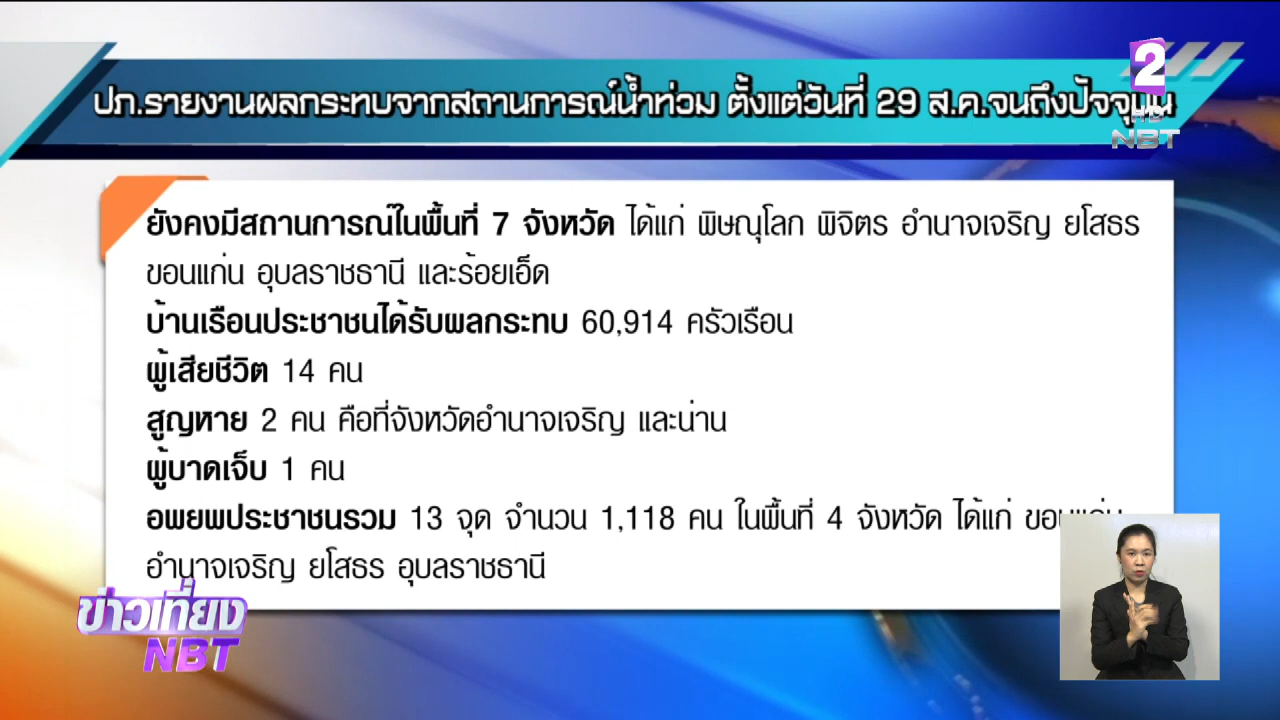 ปภ.รายงานผลกระทบจากสถานการณ์น้ำท่วม ตั้งแต่วันที่ 29 ส.ค.จนถึงปัจจุบัน
2
HD
NBT
ยังคงมีสถานการณ์ในพื้นที่ 7 จังหวัด ได้แก่ พิษณุโลก พิจิตร อำนาจเจริญ ยโสธร
ขอนแก่น อุบลราชธานี และร้อยเอ็ด
บ้านเรือนประชาชนได้รับผลกระทบ 60,914 ครัวเรือน
ผู้เสียชีวิต 14 คน
สูญหาย 2 คน คือที่จังหวัดอำนาจเจริญ และน่าน
ผู้บาดเจ็บ 1 คน
อพยพประชาชนรวม 13 จุด จำนวน 1,118 คน ในพื้นที่ 4 จังหวัด ได้แก่ ขอนแก่น
อำนาจเจริญ ยโสธร อุบลราชธานี
ข่าวเที่ยง
NBT